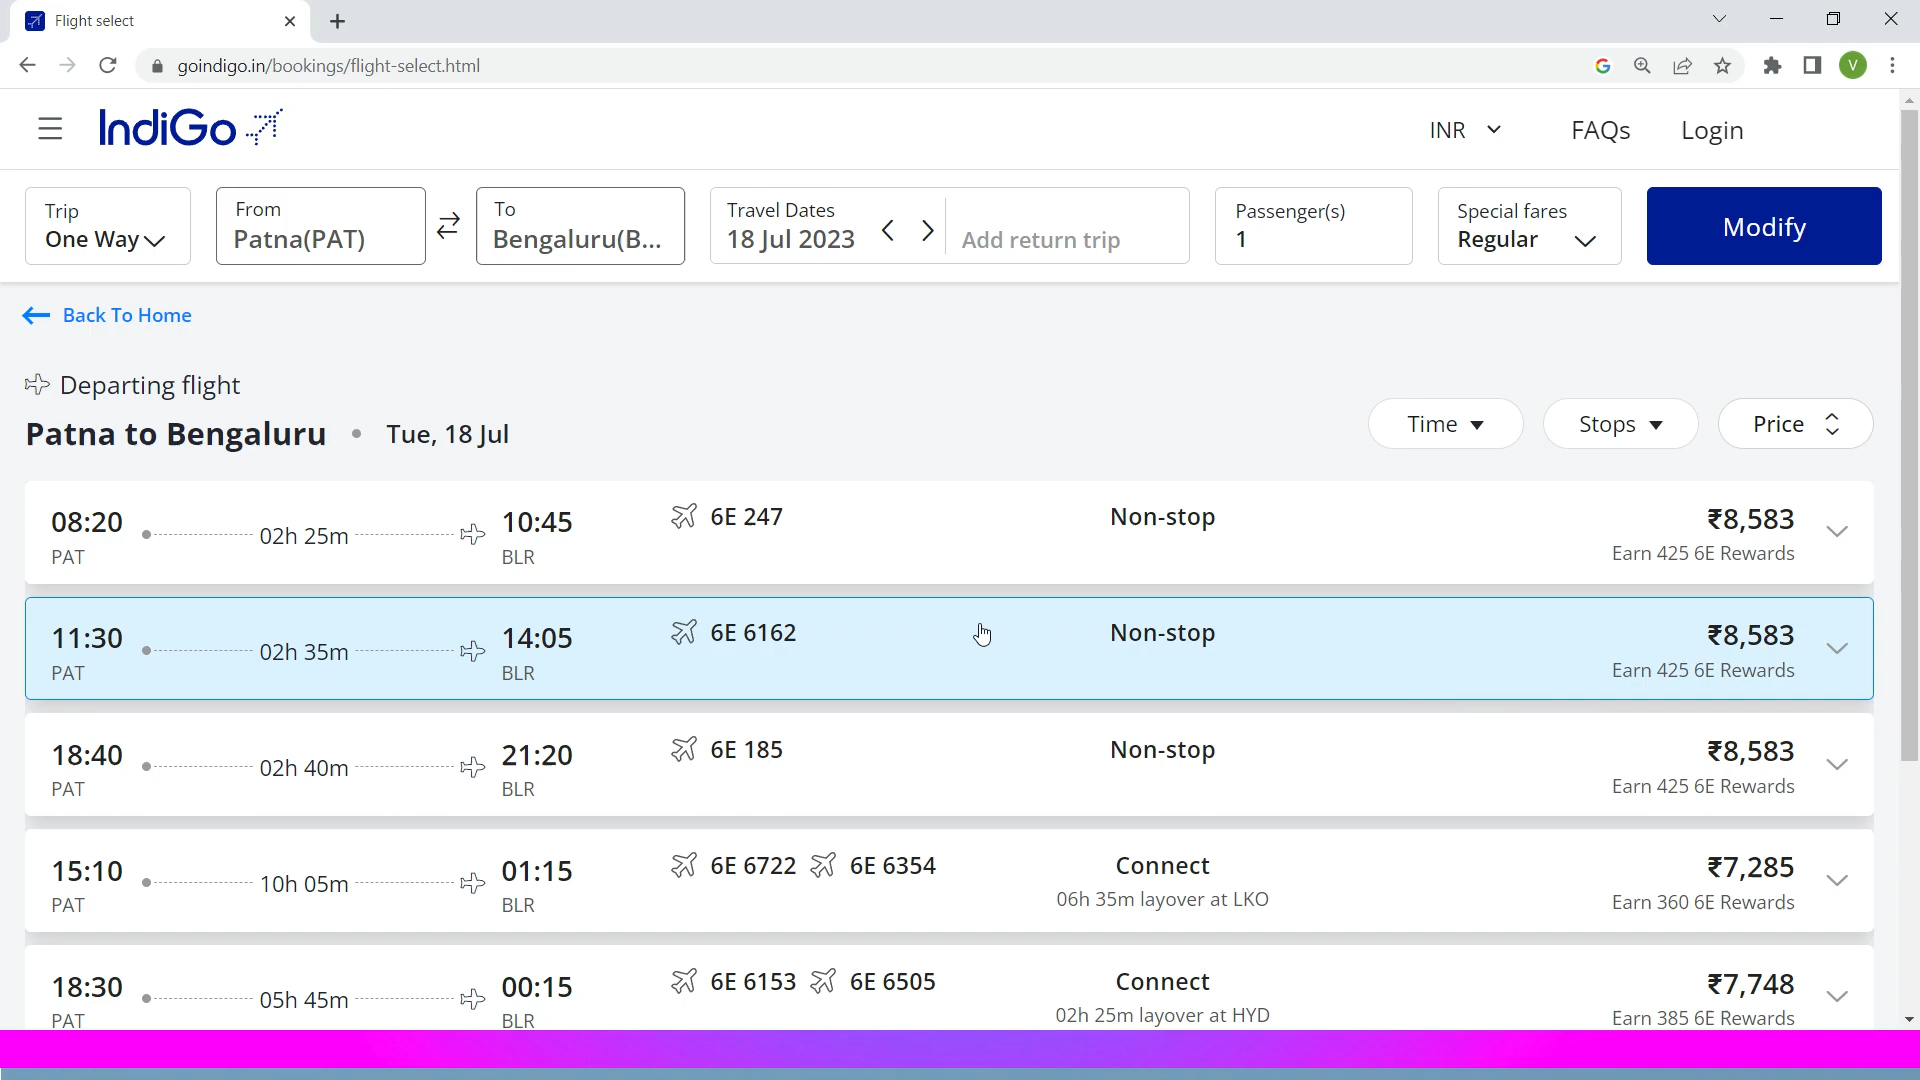 Flight select
goindigo.in/bookings/flight-select.html
V
IndiGo
INR
FAQs
Login
Trip
One Way
From
Patna(PAT)
To
Bengaluru(B...
Travel Dates
18 Jul 2023
Add return trip
Passenger(s)
1
Special fares
Regular
Modify
Back To Home
Departing flight
Patna to Bengaluru • Tue, 18 Jul
Time
Stops
Price
08:20 02h 25m 10:45 6E 247 Non-stop ₹8,583
PAT BLR Earn 425 6E Rewards
11:30 02h 35m 14:05 6E 6162 Non-stop ₹8,583
PAT BLR Earn 425 6E Rewards
18:40 02h 40m 21:20 6E 185 Non-stop ₹8,583
PAT BLR Earn 425 6E Rewards
15:10 10h 05m 01:15 6E 6722 6E 6354 Connect ₹7,285
PAT BLR 06h 35m layover at LKO Earn 360 6E Rewards
18:30 05h 45m 00:15 6E 6153 6E 6505 Connect ₹7,748
PAT BLR 02h 25m layover at HYD Earn 385 6E Rewards